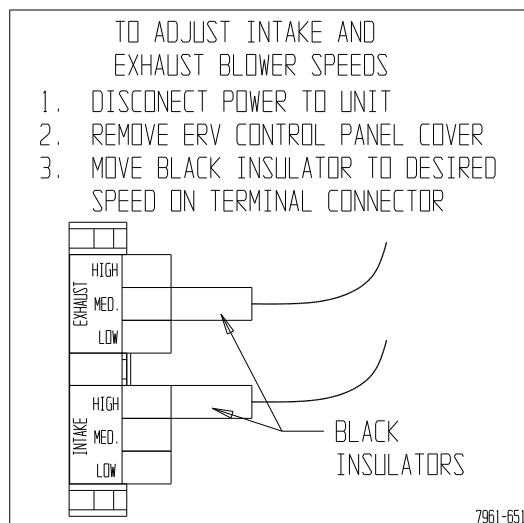 TO ADJUST INTAKE AND
EXHAUST BLOWER SPEEDS
1. DISCONECT POWER TO UNIT
2. REMOVE ERV CONTROL PANEL COVER
3. MOVE BLACK INSULATOR TO DESIRED
SPEED ON TERMINAL CONNECTOR
EXHAUST
HIGH
MED.
LOW
INTAKE
HIGH
MED.
LOW
BLACK
INSULATORS
7961-651